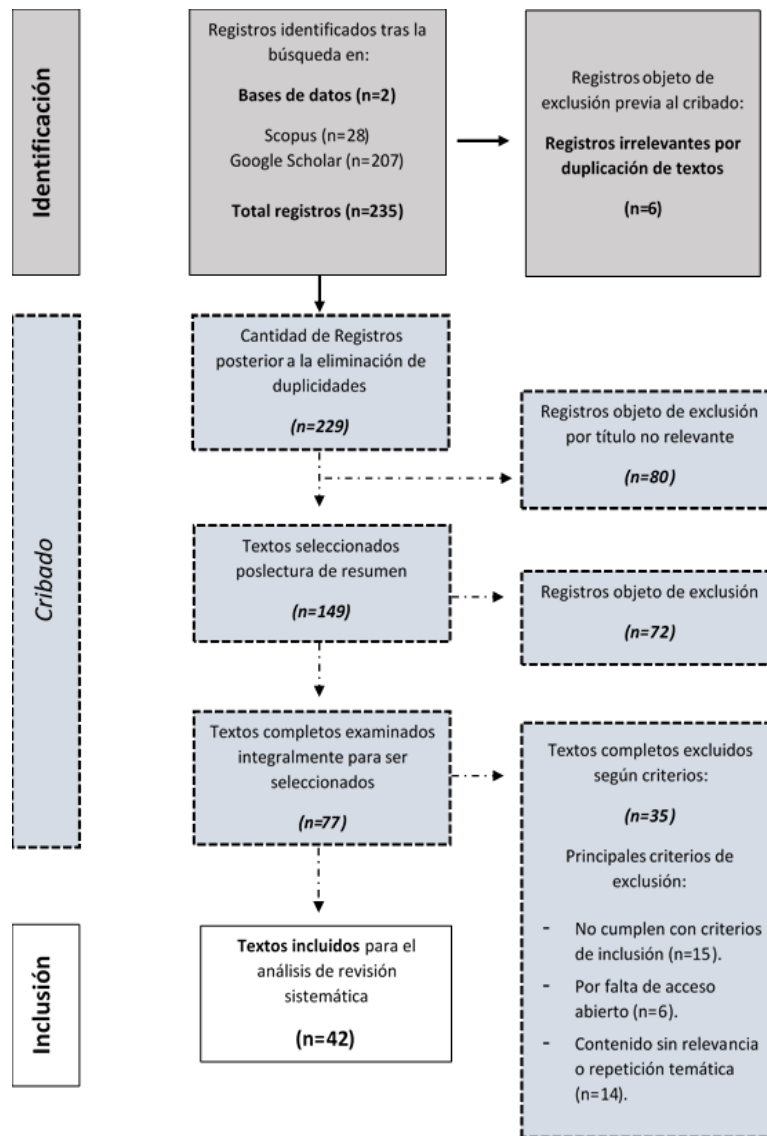 Identificación
Registros identificados tras la
búsqueda en:
Bases de datos (n=2)
Scopus (n=28)
Google Scholar (n=207)
Total registros (n=235)
Registros objeto de
exclusión previa al cribado:
Registros irrelevantes por
duplicación de textos
(n=6)
Cribado
Cantidad de Registros
posterior a la eliminación de
duplicidades
(n=229)
Registros objeto de exclusión
por título no relevante
(n=80)
Textos seleccionados
poslectura de resumen
(n=149)
Registros objeto de exclusión
(n=72)
Textos completos examinados
integralmente para ser
seleccionados
(n=77)
Textos completos excluidos
según criterios:
(n=35)
Principales criterios de
exclusión:
- No cumplen con criterios
de inclusión (n=15).
- Por falta de acceso
abierto (n=6).
- Contenido sin relevancia
o repetición temática
(n=14).
Inclusión
Textos incluidos para el
análisis de revisión
sistemática
(n=42)